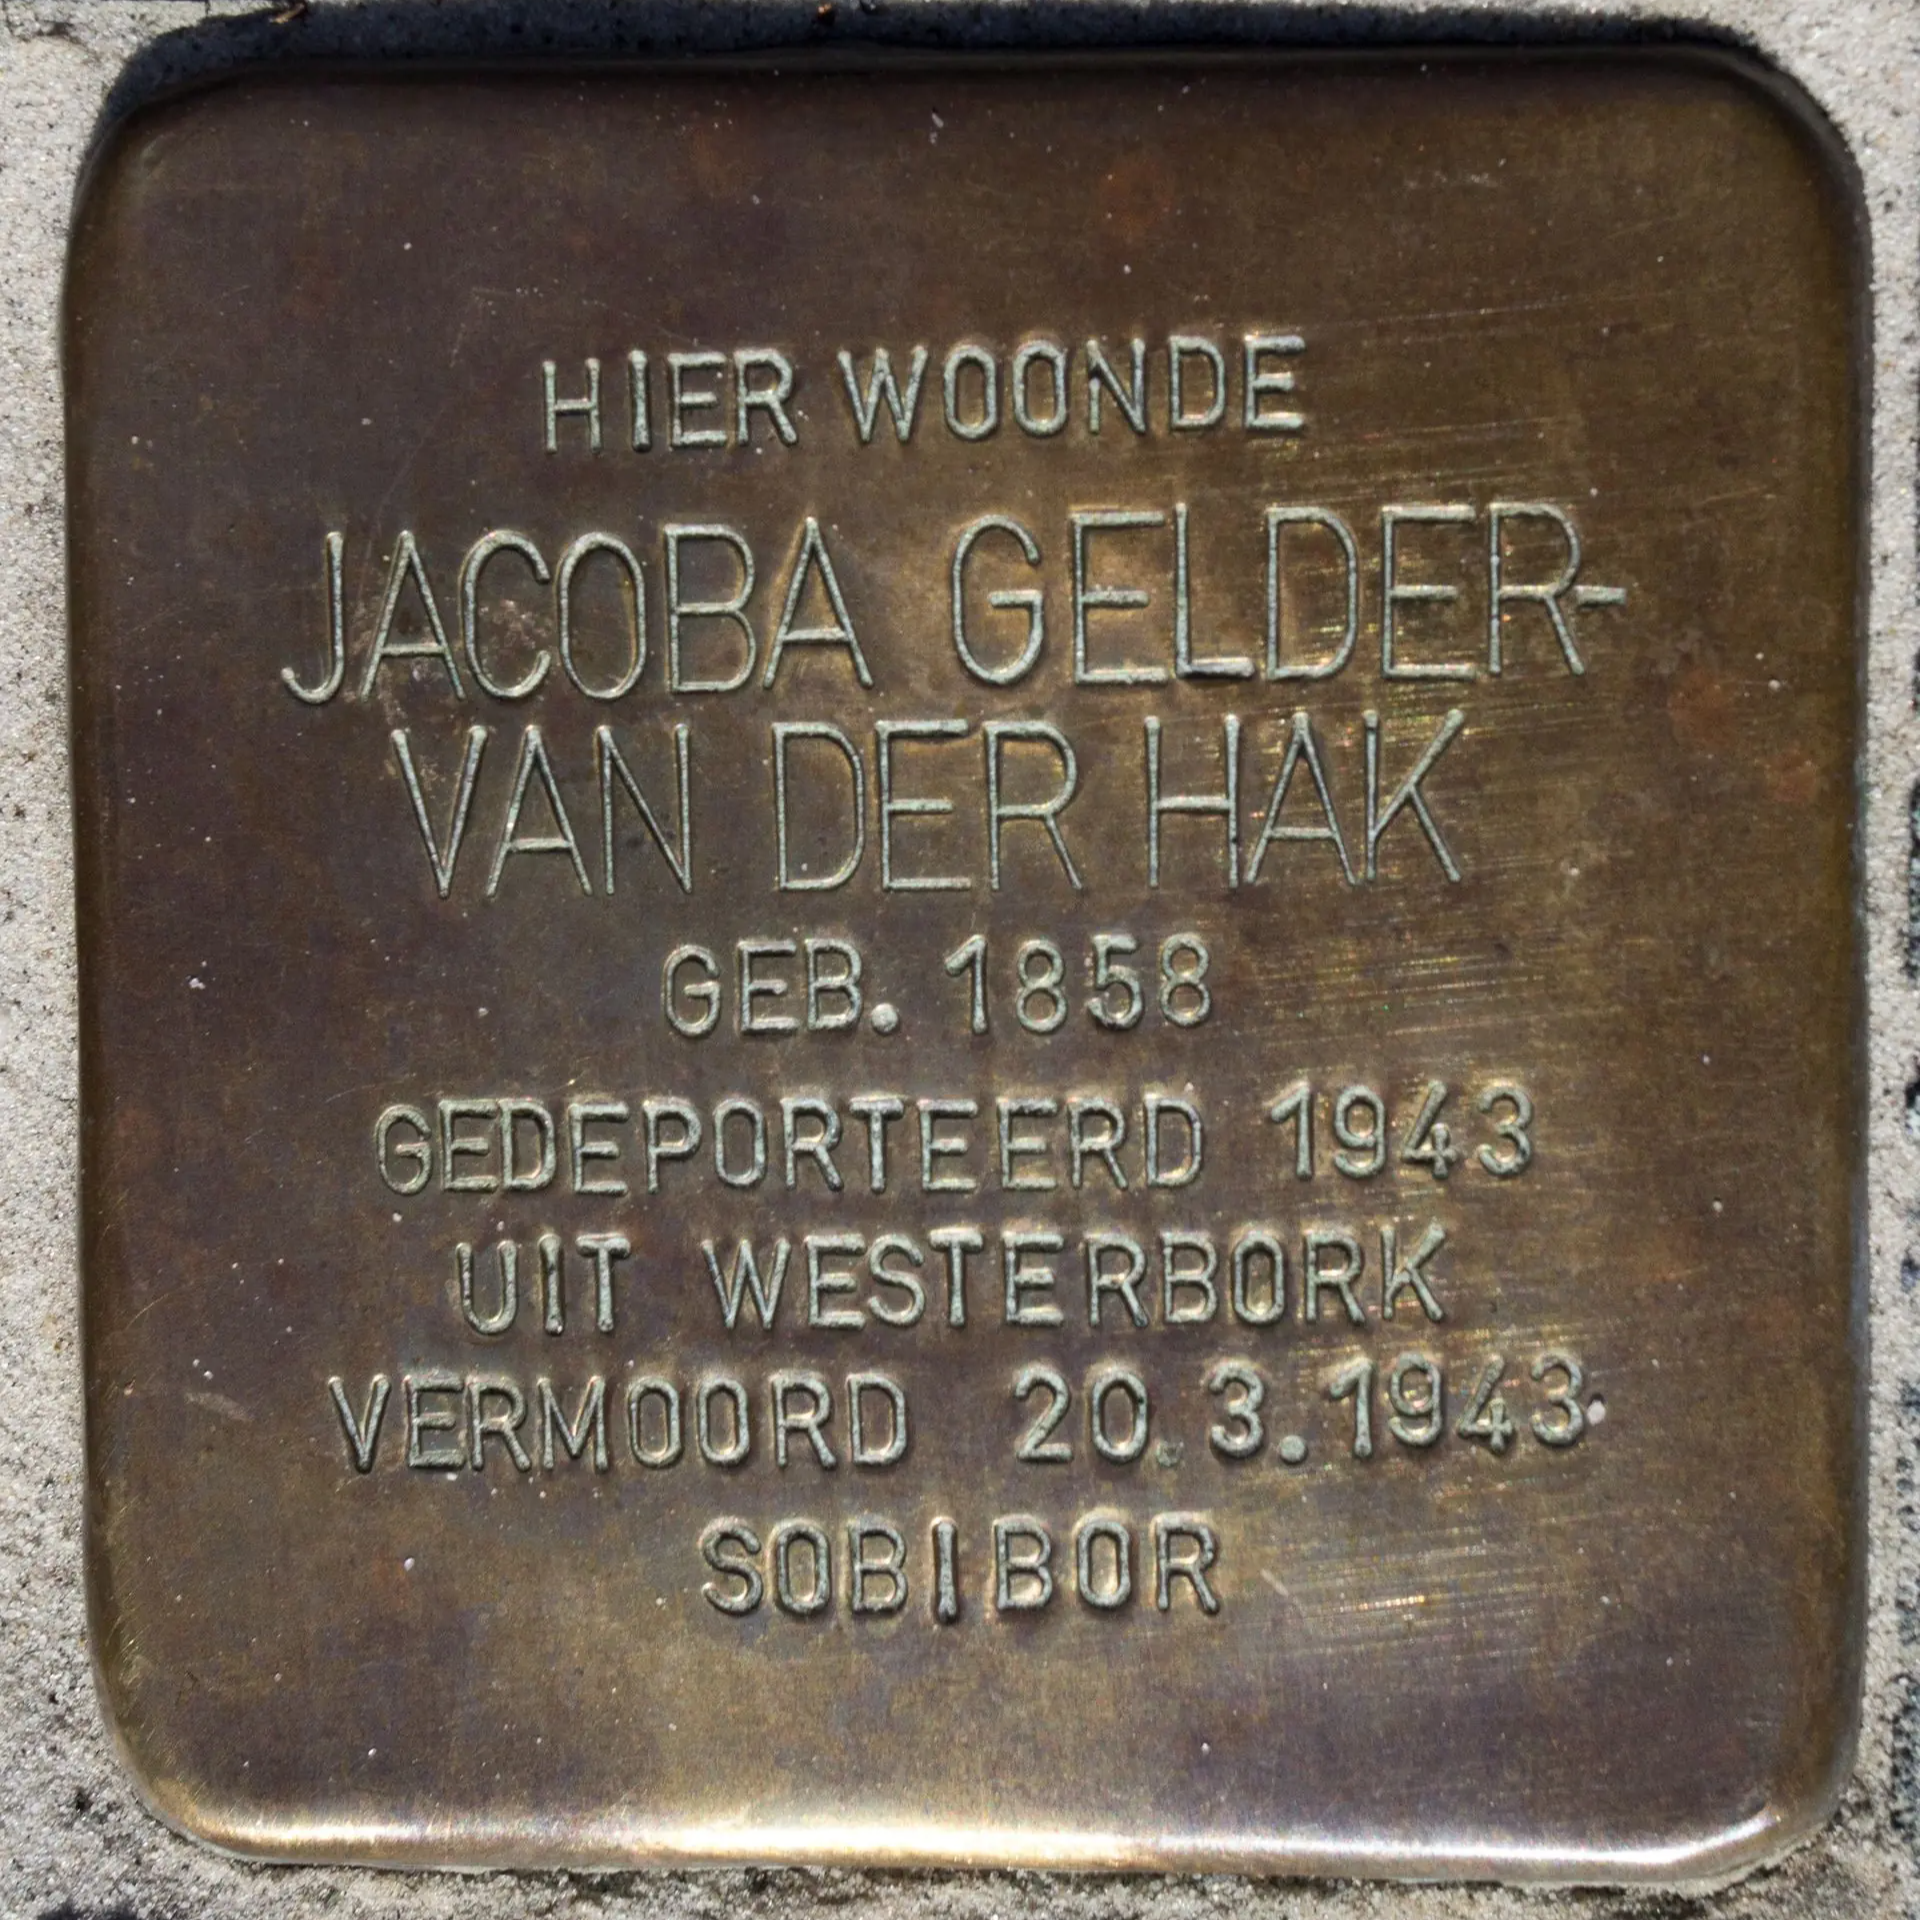 HIER WOONDE
JACOBA GELDER-
VAN DER HAK
GEB. 1858
GEDEPORTEERD 1943
UIT WESTERBORK
VERMOORD 20.3.1943
SOBIBOR